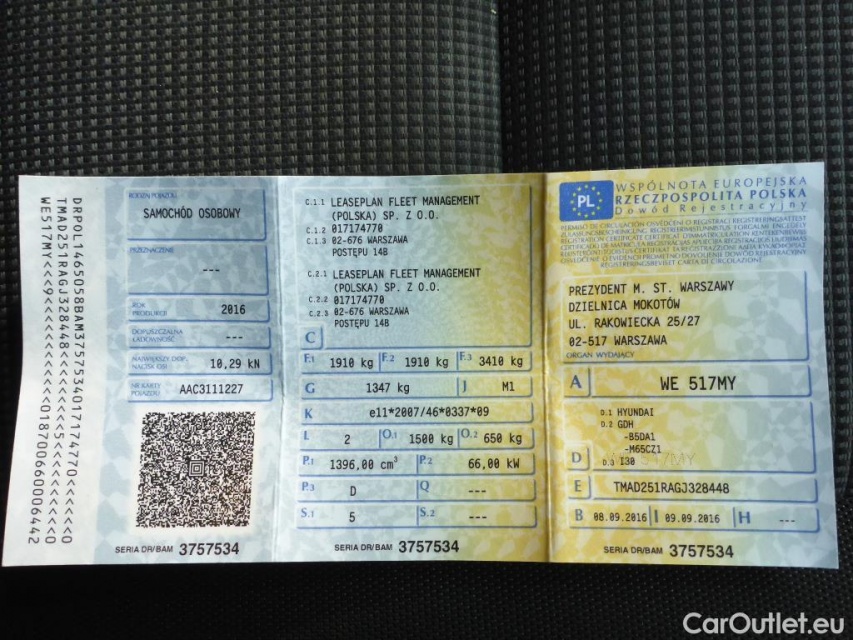 DRPOL1465058BAM3757534017174770<<<<<<0
TMAD251RAGJ328448<<<<<<
WE517MY<<9<<<<<<
RODZAJ POJAZDU
SAMOCHÓD OSOBOWY
PRZEZNACZENIE
---
ROK PRODUKCJI 2016
DOPUSZCZALNA ŁADOWNOŚĆ ---
NAJWIĘKSZY DOP. NACISK OSI 10,29 kN
NR KARTY POJAZDU AAC3111227
SERIA DR/BAM 3757534
C.1.1 LEASEPLAN FLEET MANAGEMENT
(POLSKA) SP. Z O.O.
C.1.2 017174770
C.1.3 02-676 WARSZAWA
POSTĘPU 14B
C.2.1 LEASEPLAN FLEET MANAGEMENT
(POLSKA) SP. Z O.O.
C.2.2 017174770
C.2.3 02-676 WARSZAWA
POSTĘPU 14B
C
F.1 1910 kg F.2 1910 kg F.3 3410 kg
G 1347 kg J M1
K e11*2007/46*0337*09
L 2 O.1 1500 kg O.2 650 kg
P.1 1396,00 cm³ P.2 66,00 kW
P.3 D Q ---
S.1 5 S.2 ---
SERIA DR/BAM 3757534
PL
WSPÓLNOTA EUROPEJSKA
RZECZPOSPOLITA POLSKA
Dowód Rejestracyjny
PREZYDENT M. ST. WARSZAWY
DZIELNICA MOKOTÓW
UL. RAKOWIECKA 25/27
02-517 WARSZAWA
ORGAN WYDAJĄCY
A WE 517MY
D.1 HYUNDAI
D.2 GDH
-B5DA1
-M65CZ1
D D.3 I30
E TMAD251RAGJ328448
B 08.09.2016 I 09.09.2016 H ---
SERIA DR/BAM 3757534
CarOutlet.eu